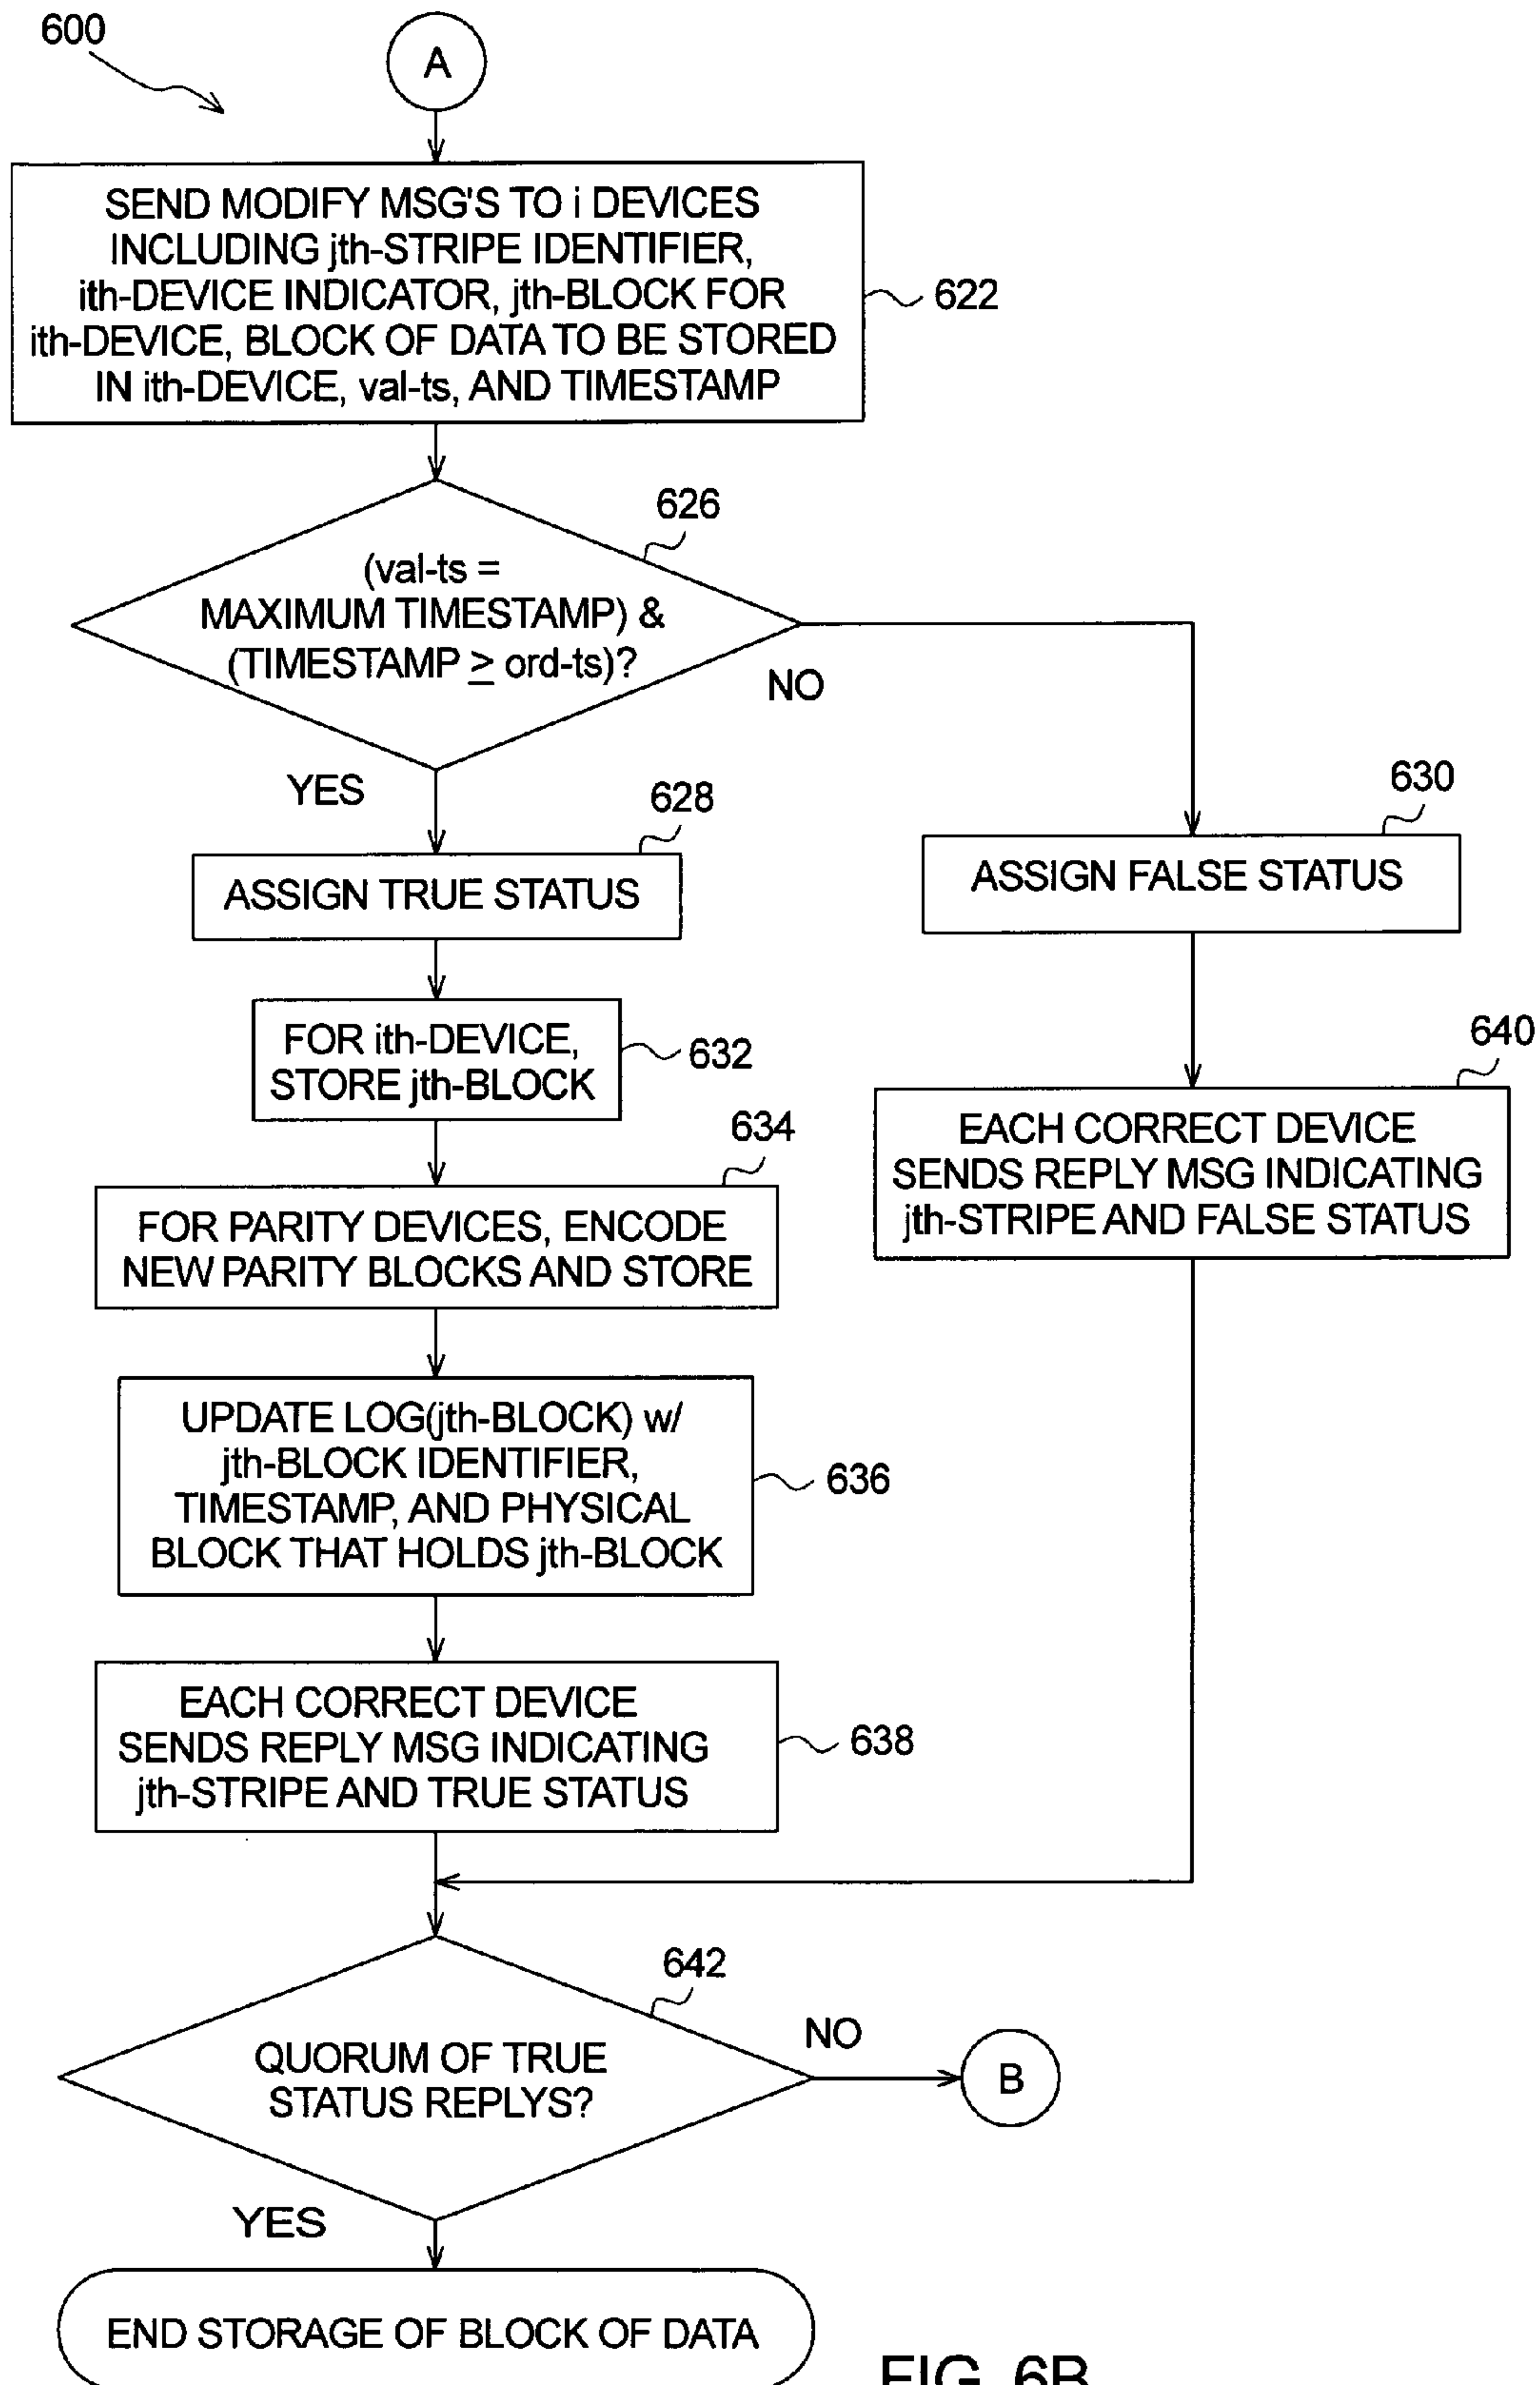 600
A
SEND MODIFY MSG'S TO i DEVICES
INCLUDING jth-STRIPE IDENTIFIER,
ith-DEVICE INDICATOR, jth-BLOCK FOR
ith-DEVICE, BLOCK OF DATA TO BE STORED
IN ith-DEVICE, val-ts, AND TIMESTAMP
622
626
(val-ts =
MAXIMUM TIMESTAMP) &
(TIMESTAMP ≥ ord-ts)?
NO
YES
628
ASSIGN TRUE STATUS
630
ASSIGN FALSE STATUS
FOR ith-DEVICE,
STORE jth-BLOCK
632
640
EACH CORRECT DEVICE
SENDS REPLY MSG INDICATING
jth-STRIPE AND FALSE STATUS
634
FOR PARITY DEVICES, ENCODE
NEW PARITY BLOCKS AND STORE
UPDATE LOG(jth-BLOCK) w/
jth-BLOCK IDENTIFIER,
TIMESTAMP, AND PHYSICAL
BLOCK THAT HOLDS jth-BLOCK
636
EACH CORRECT DEVICE
SENDS REPLY MSG INDICATING
jth-STRIPE AND TRUE STATUS
638
642
QUORUM OF TRUE
STATUS REPLYS?
NO
B
YES
END STORAGE OF BLOCK OF DATA
FIG. 6B